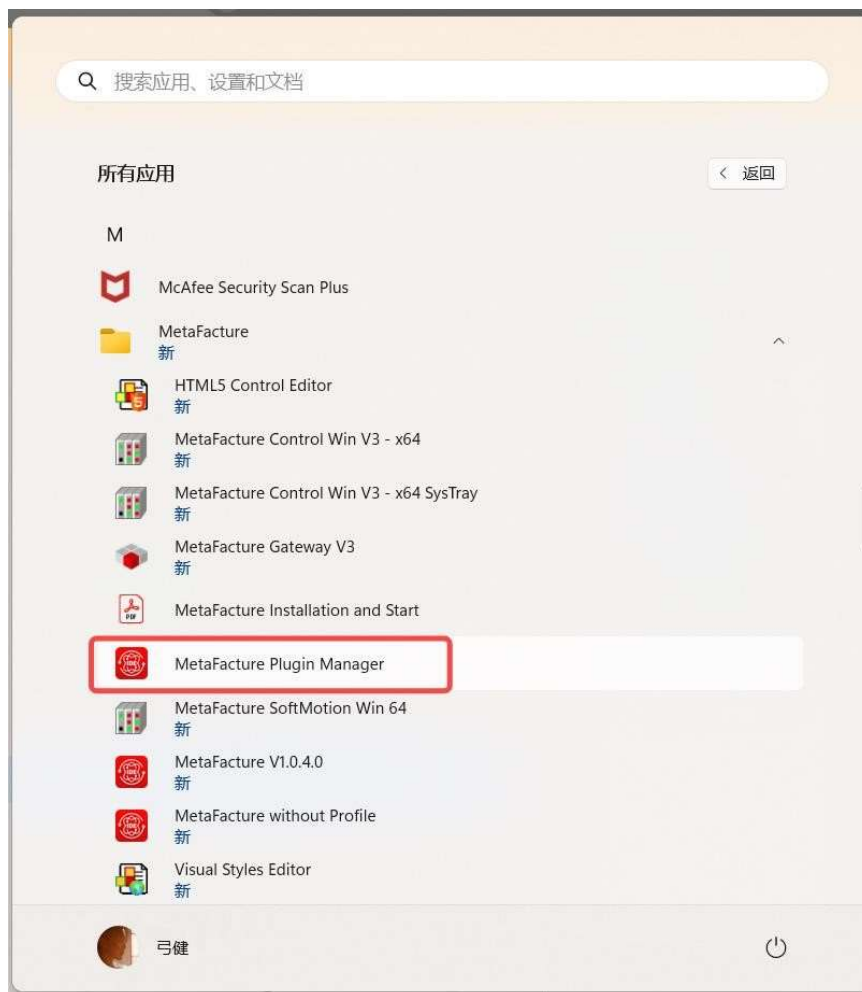 搜索应用、设置和文档
所有应用
返回
M
McAfee Security Scan Plus
MetaFacture
新
HTML5 Control Editor
新
MetaFacture Control Win V3 - x64
新
MetaFacture Control Win V3 - x64 SysTray
新
MetaFacture Gateway V3
新
MetaFacture Installation and Start
MetaFacture Plugin Manager
MetaFacture SoftMotion Win 64
新
MetaFacture V1.0.4.0
新
MetaFacture without Profile
新
Visual Styles Editor
新
弓健